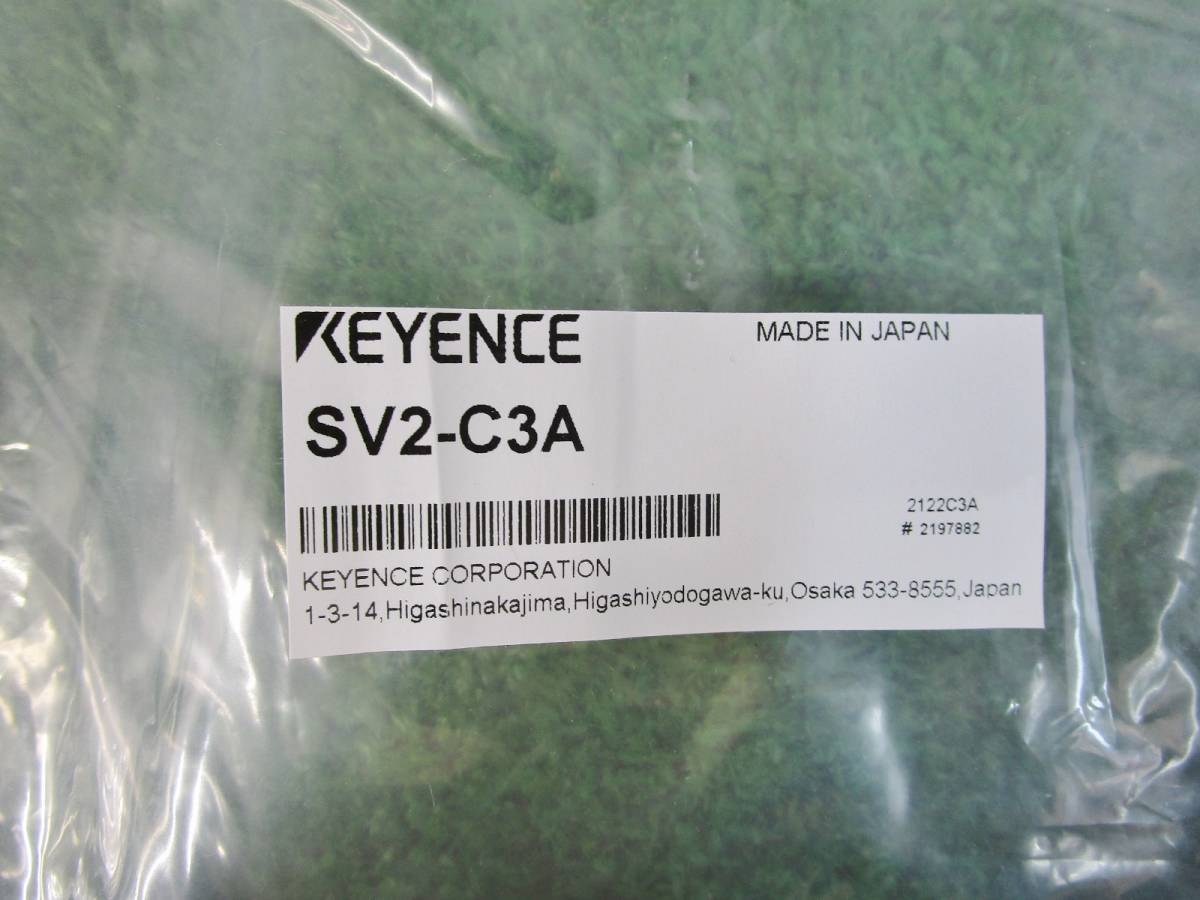 KEYENCE
MADE IN JAPAN
SV2-C3A
2122C3A
# 2197882
KEYENCE CORPORATION
1-3-14,Higashinakajima,Higashiyodogawa-ku,Osaka 533-8555,Japan